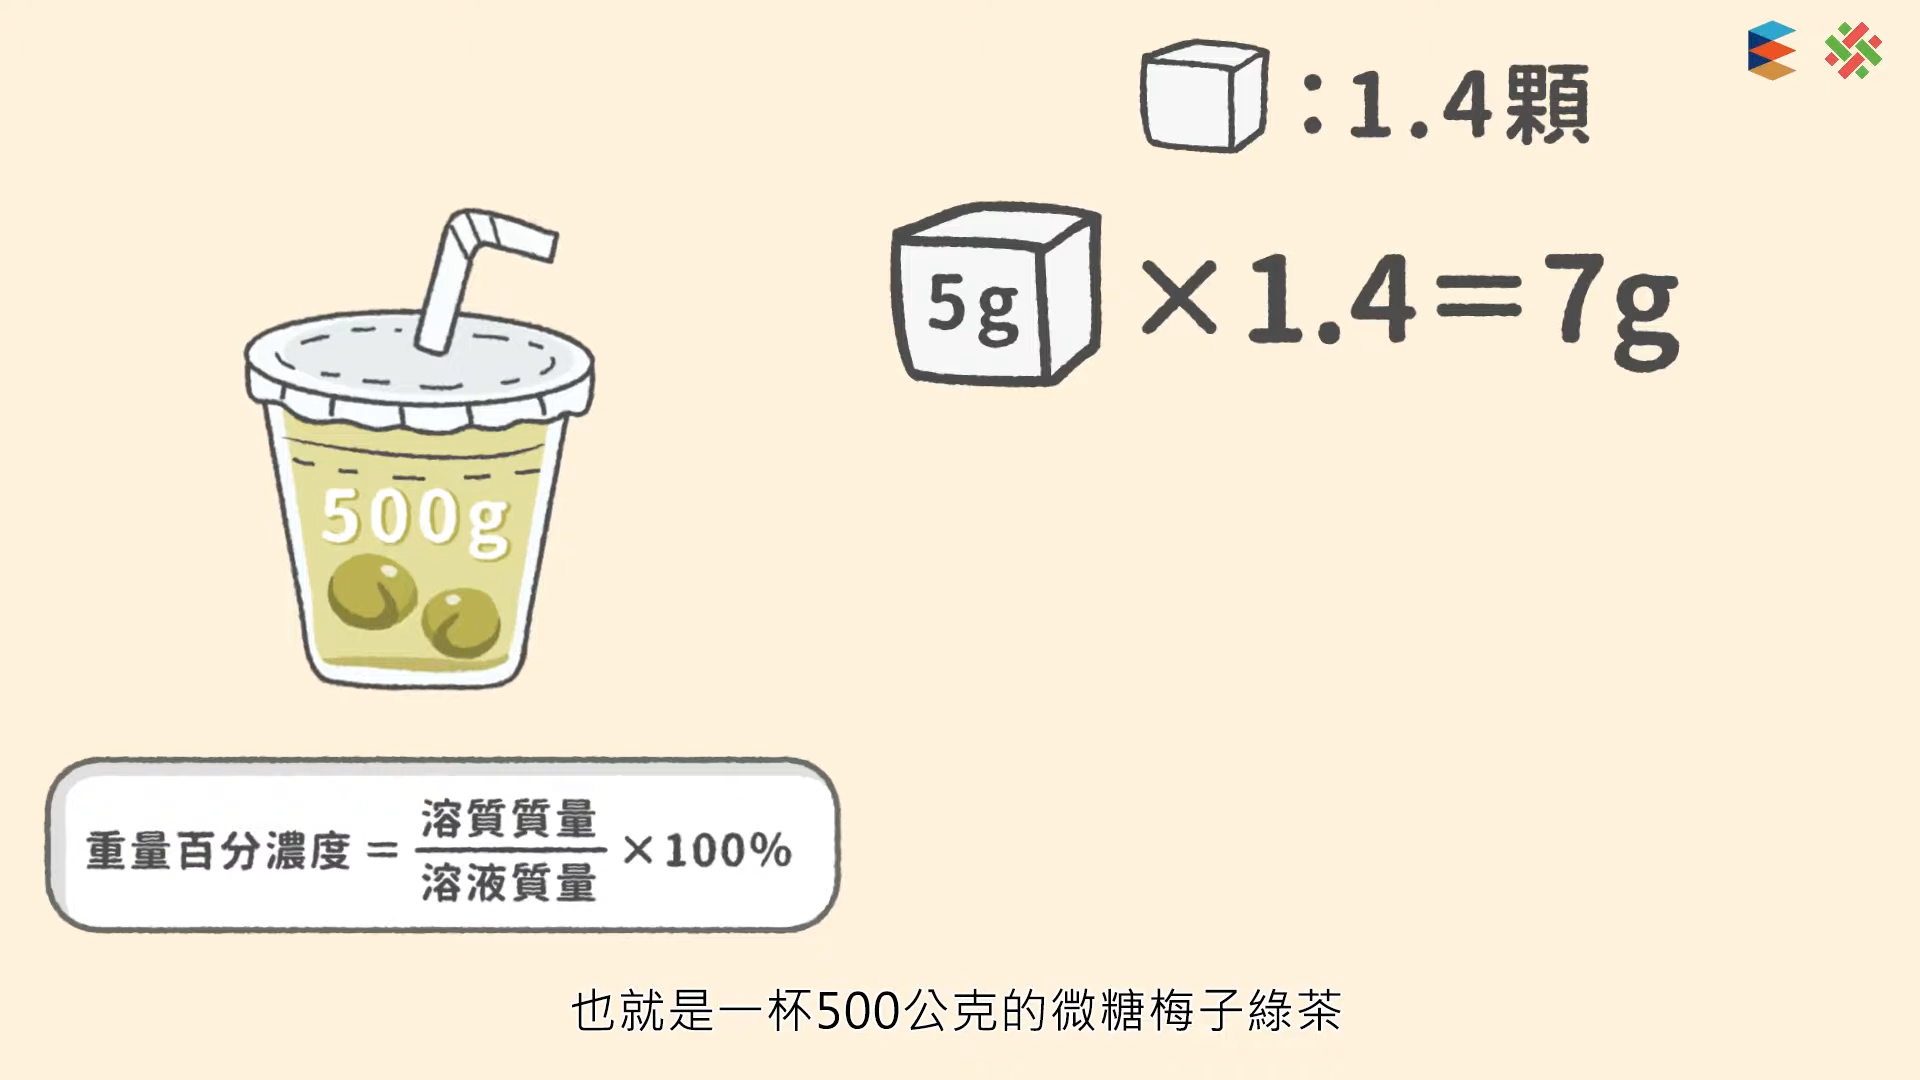 ：1.4顆
5g×1.4=7g
500g
重量百分濃度=溶質質量/溶液質量×100%
也就是一杯500公克的微糖梅子綠茶